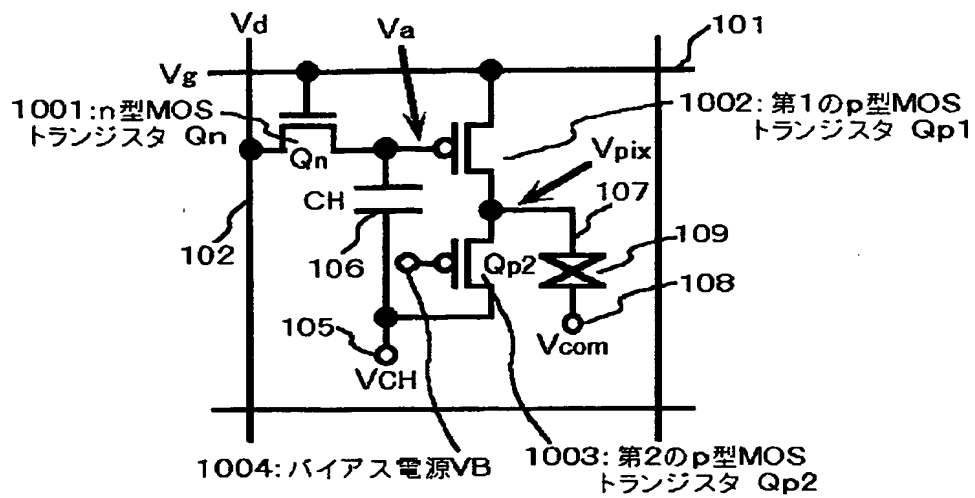 Vd
Va
101
Vg
1001:n型MOS
トランジスタ Qn
Qn
1002:第1のp型MOS
トランジスタ Qp1
Vpix
107
CH
102
106
Qp2
109
108
105
Vcom
VCH
1004:バイアス電源VB
1003:第2のp型MOS
トランジスタ Qp2